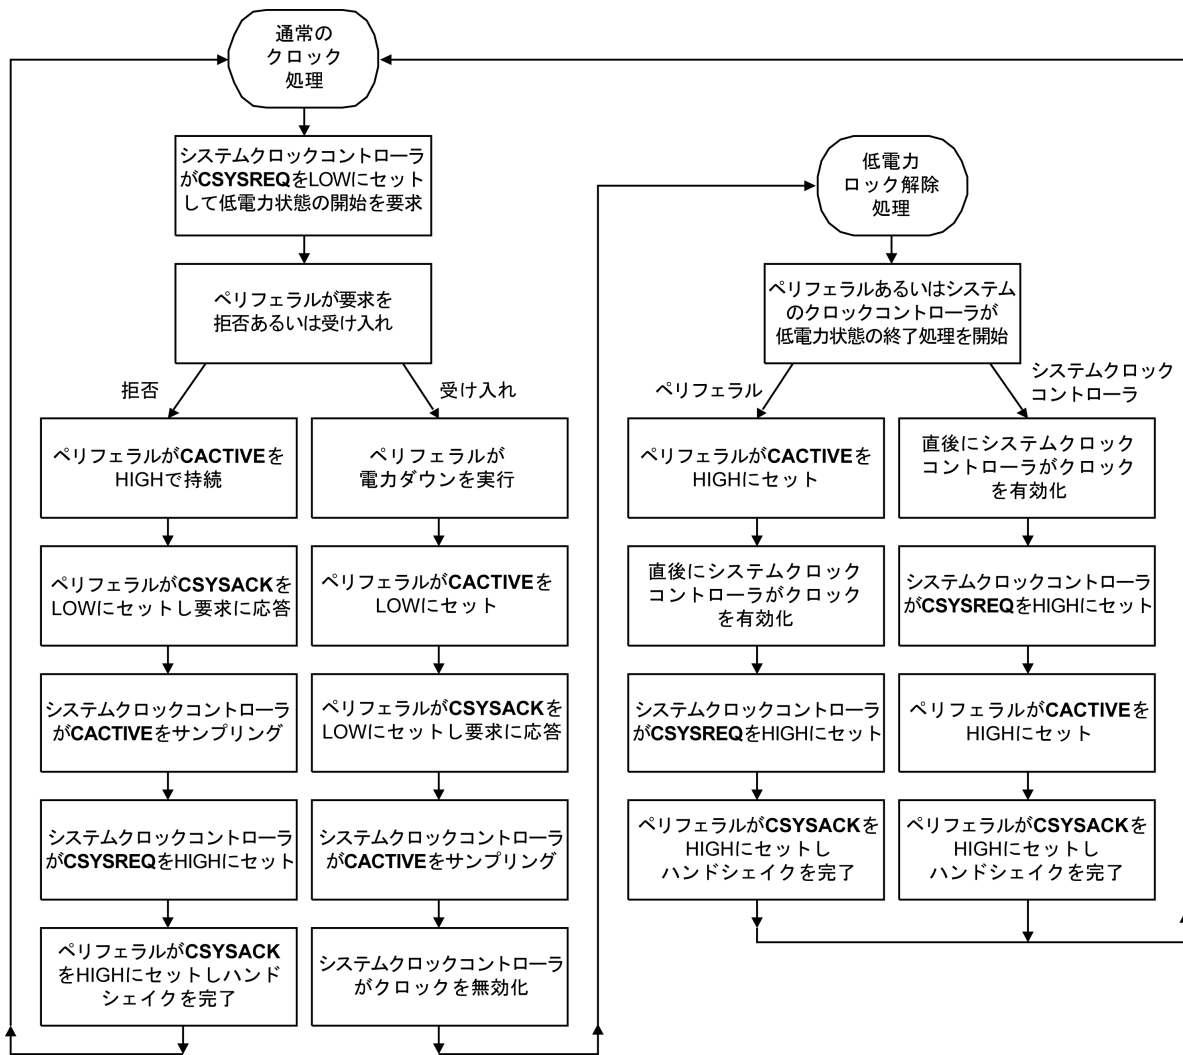 通常の
クロック
処理
システムクロックコントローラ
がCSYSREQをLOWにセット
して低電力状態の開始を要求
ペリフェラルが要求を
拒否あるいは受け入れ
拒否
受け入れ
ペリフェラルがCACTIVEを
HIGHで持続
ペリフェラルがCSYSACKを
LOWにセットし要求に応答
システムクロックコントローラ
がCACTIVEをサンプリング
システムクロックコントローラ
がCSYSREQをHIGHにセット
ペリフェラルがCSYSACK
をHIGHにセットしハンド
シェイクを完了
ペリフェラルが
電力ダウンを実行
ペリフェラルがCACTIVEを
LOWにセット
ペリフェラルがCSYSACKを
LOWにセットし要求に応答
システムクロックコントローラ
がCACTIVEをサンプリング
システムクロックコントローラ
がクロックを無効化
低電力
ロック解除
処理
ペリフェラルあるいはシステム
のクロックコントローラが
低電力状態の終了処理を開始
ペリフェラル
システムクロック
コントローラ
ペリフェラルがCACTIVEを
HIGHにセット
直後にシステムクロック
コントローラがクロック
を有効化
システムクロックコントローラ
がCSYSREQをHIGHにセット
ペリフェラルがCSYSACKを
HIGHにセットし
ハンドシェイクを完了
直後にシステムクロック
コントローラがクロック
を有効化
システムクロックコントローラ
がCSYSREQをHIGHにセット
ペリフェラルがCACTIVEを
HIGHにセット
ペリフェラルがCSYSACKを
HIGHにセットし
ハンドシェイクを完了